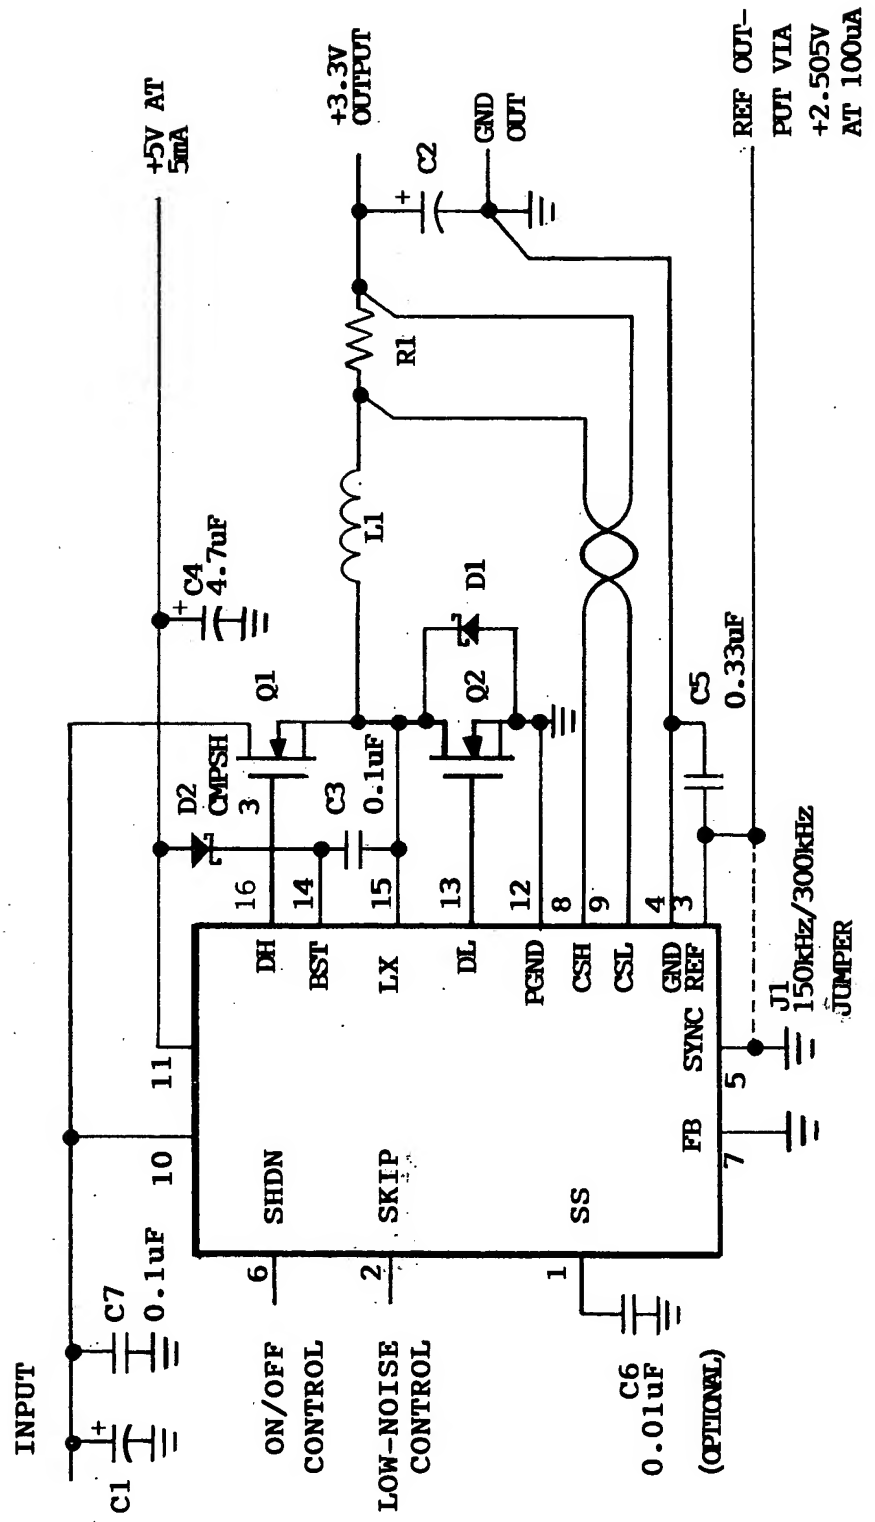 INPUT
C1
C7
0.1uF
+5V AT
5mA
C4
4.7uF
+
+
D2
CMPSH
3
Q1
10
11
16
DH
14
BST
C3
0.1uF
15
LX
L1
R1
+3.3V
OUTPUT
+
C2
GND
OUT
ON/OFF
CONTROL
6
SHDN
LOW-NOISE
CONTROL
2
SKIP
13
DL
Q2
D1
12
PGND
1
SS
C6
0.01uF
(OPTIONAL)
8
CSH
9
CSL
4
GND
3
REF
C5
0.33uF
FB
7
SYNC
5
J1
150kHz/300kHz
JUMPER
REF OUT-
PUT VIA
+2.505V
AT 100uA